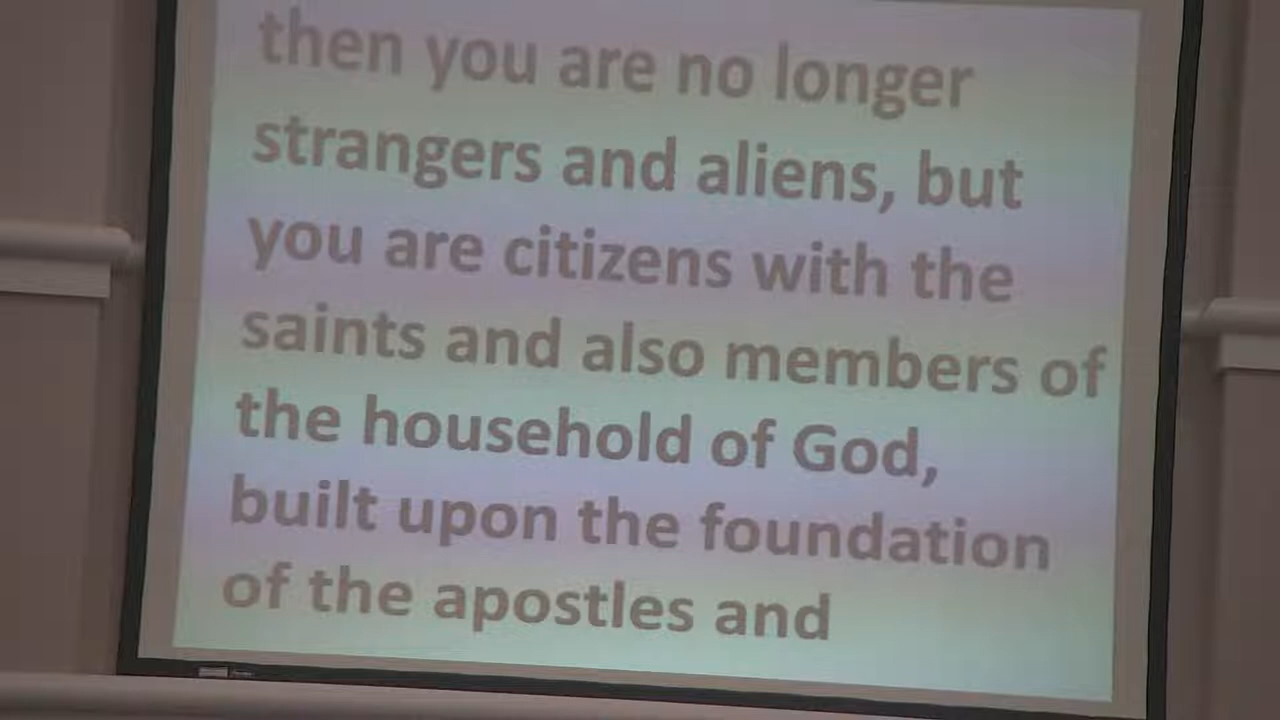 then you are no longer
strangers and aliens, but
you are citizens with the
saints and also members of
the household of God,
built upon the foundation
of the apostles and